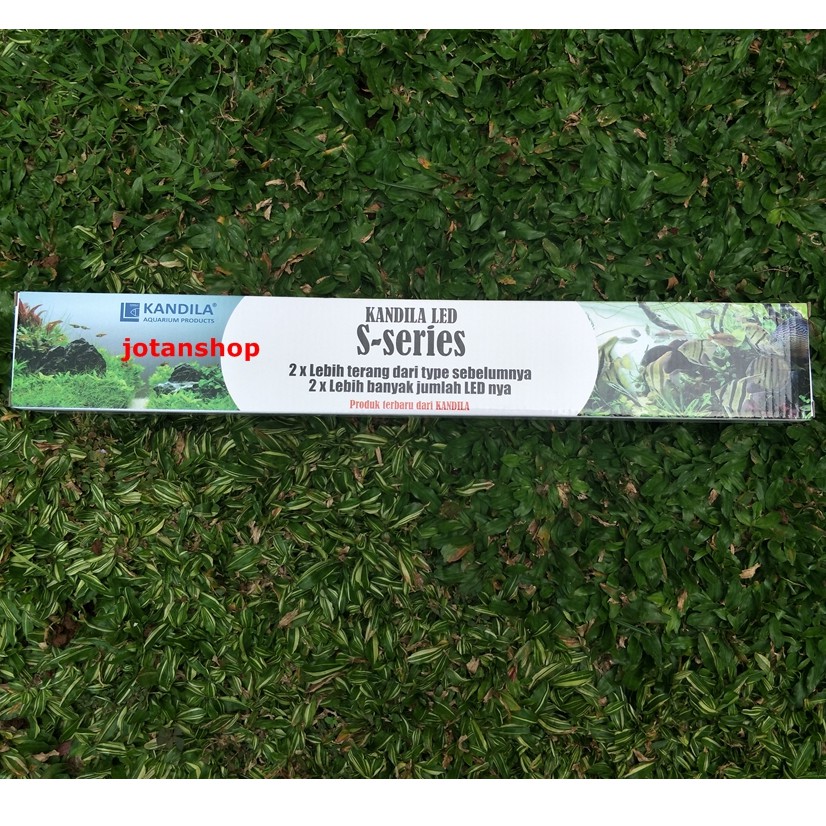 KANDILA®
AQUARIUM PRODUCTS
jotanshop
KANDILA LED
S-series
2 x Lebih terang dari type sebelumnya
2 x Lebih banyak jumlah LED nya
Produk terbaru dari KANDILA